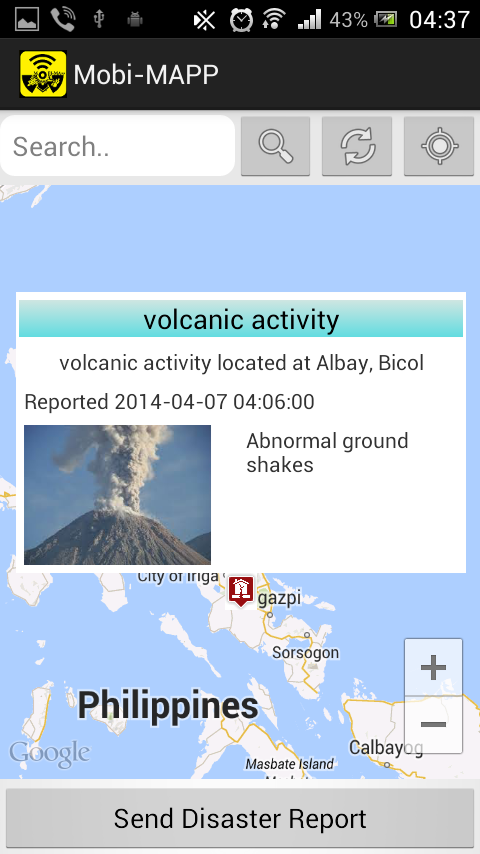 43% 04:37
Mobi-MAPP
Search..
volcanic activity
volcanic activity located at Albay, Bicol
Reported 2014-04-07 04:06:00
Abnormal ground
shakes
City of Iriga
gazpi
Sorsogon
Philippines
Calbayog
Google
Masbate Island
Send Disaster Report